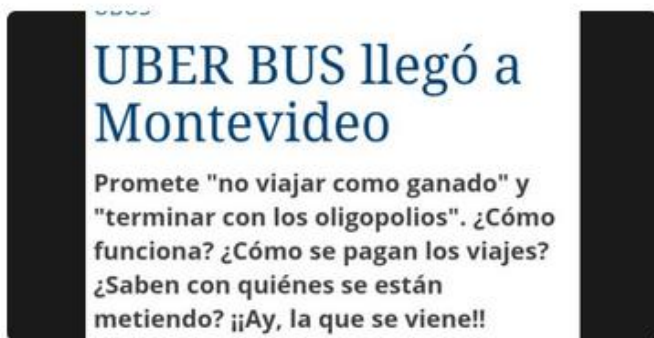 UBER BUS llegó a
Montevideo
Promete "no viajar como ganado" y
"terminar con los oligopolios". ¿Cómo
funciona? ¿Cómo se pagan los viajes?
¿Saben con quiénes se están
metiendo? ¡¡Ay, la que se viene!!